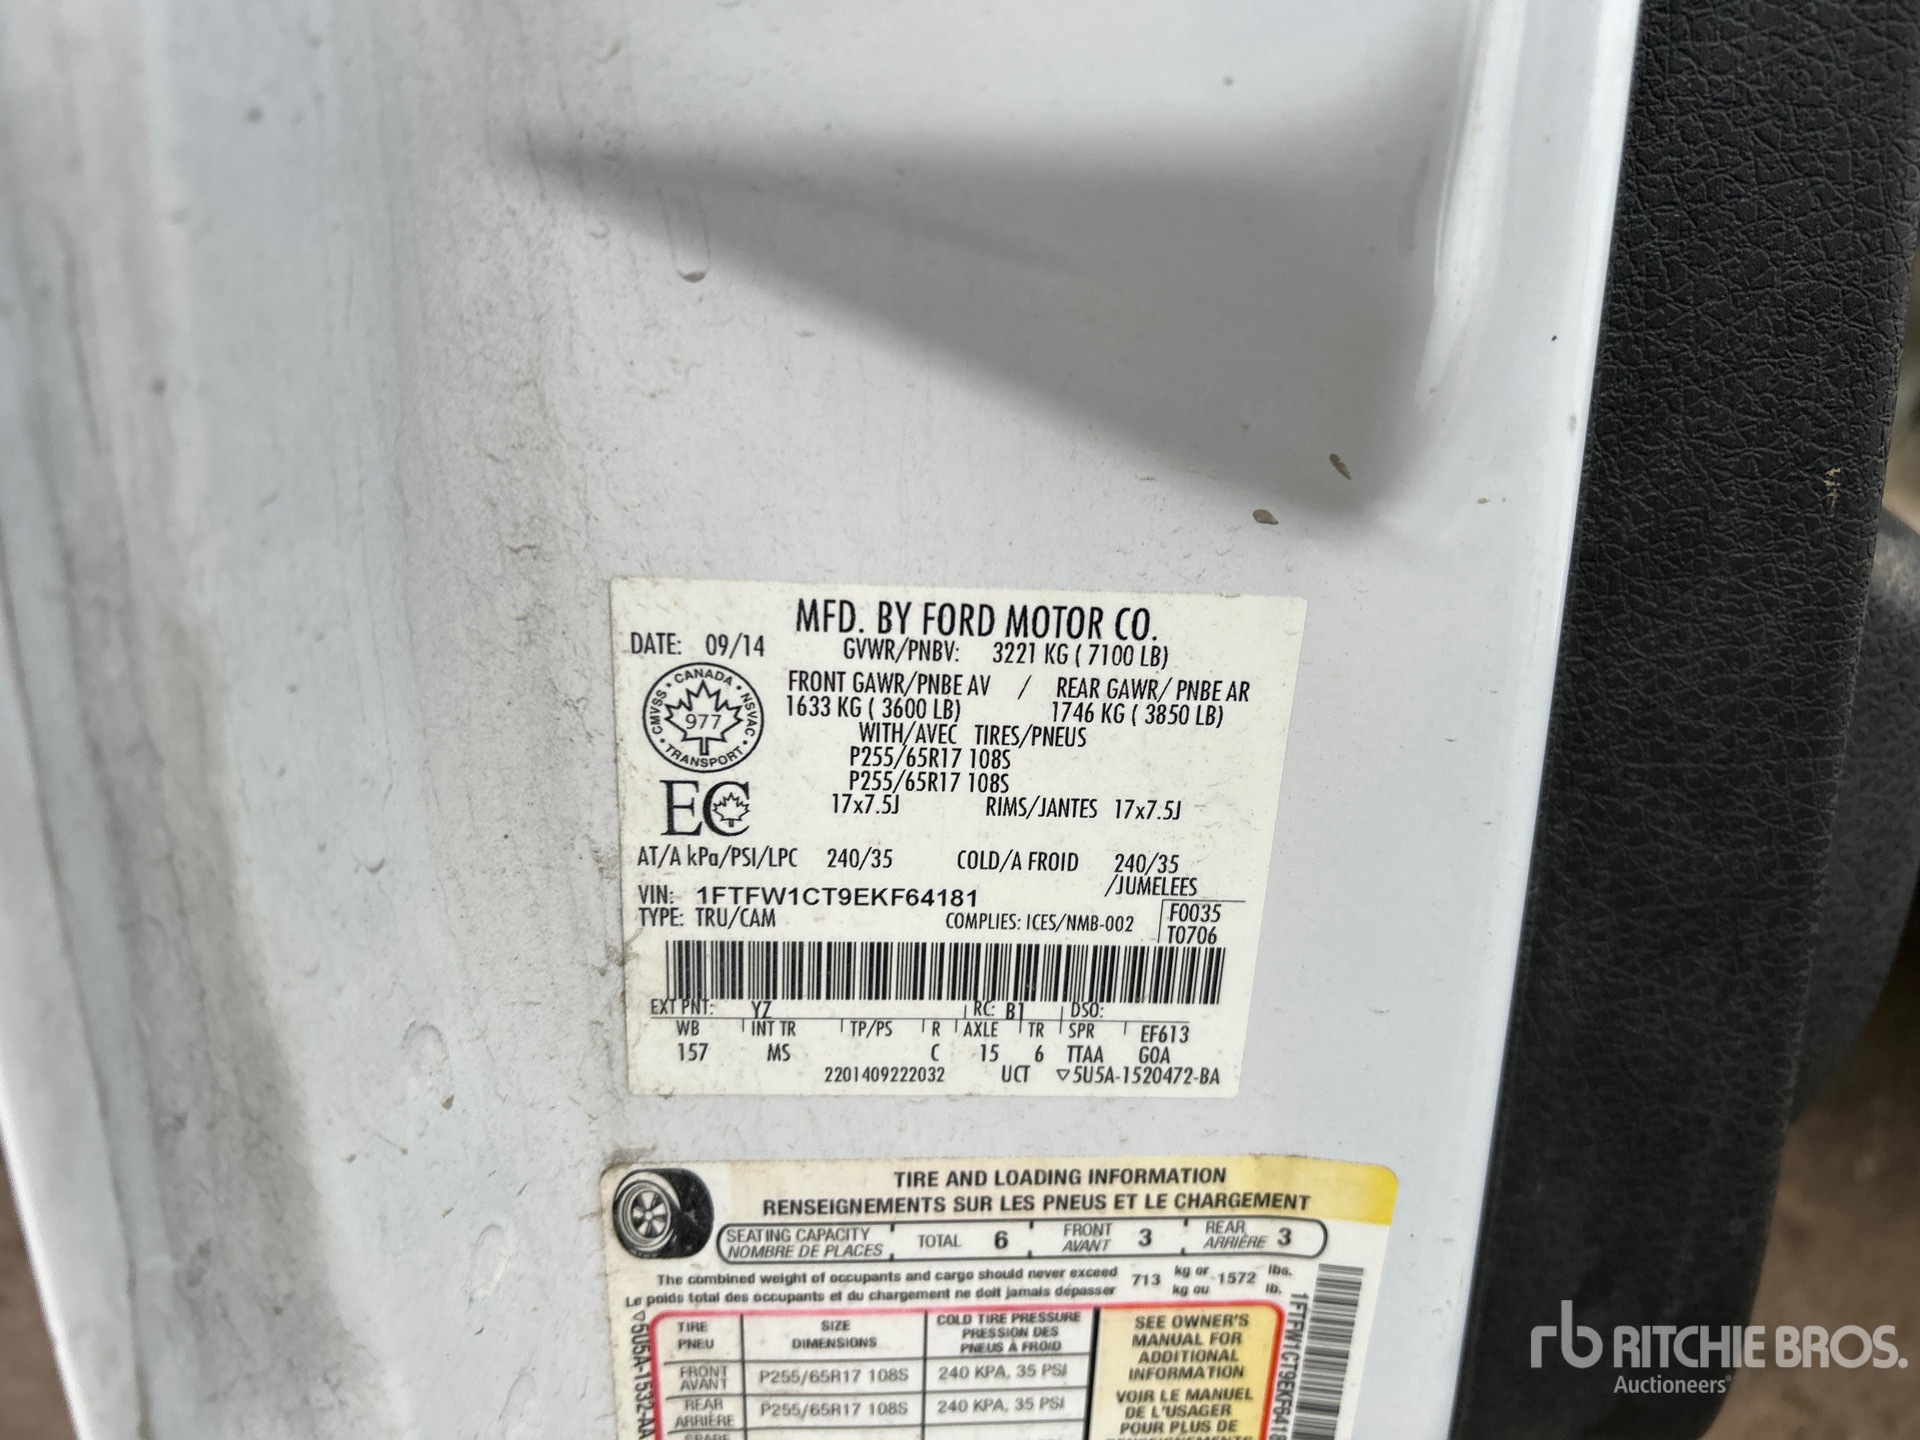 MFD. BY FORD MOTOR CO.
DATE: 09/14 GVWR/PNBV: 3221 KG ( 7100 LB)
FRONT GAWR/PNBE AV / REAR GAWR/ PNBE AR
1633 KG ( 3600 LB) 1746 KG ( 3850 LB)
WITH/AVEC TIRES/PNEUS
P255/65R17 108S
P255/65R17 108S
17x7.5J RIMS/JANTES 17x7.5J
CANADA
CMVSS 977 NSVAC
TRANSPORT
EC
AT/A kPa/PSI/LPC 240/35 COLD/A FROID 240/35
/JUMELEES
VIN: 1FTFW1CT9EKF64181
TYPE: TRU/CAM COMPLIES: ICES/NMB-002 F0035
T0706
EXT PNT: YZ RC: B1 DSO:
WB INT TR TP/PS R AXLE TR SPR EF613
157 MS C 15 6 TTAA GOA
2201409222032 UCT ▽5U5A-1520472-BA
TIRE AND LOADING INFORMATION
RENSEIGNEMENTS SUR LES PNEUS ET LE CHARGEMENT
SEATING CAPACITY TOTAL 6 FRONT 3 REAR 3
NOMBRE DE PLACES AVANT ARRIÈRE
The combined weight of occupants and cargo should never exceed 713 kg or 1572 lbs.
Le poids total des occupants et du chargement ne doit jamais dépasser kg ou lb.
TIRE SIZE COLD TIRE PRESSURE
PNEU DIMENSIONS PRESSION DES
PNEUS À FROID
FRONT P255/65R17 108S 240 KPA, 35 PSI
AVANT
REAR P255/65R17 108S 240 KPA, 35 PSI
ARRIÈRE
SPARE
SEE OWNER'S
MANUAL FOR
ADDITIONAL
INFORMATION
VOIR LE MANUEL
DE L'USAGER
POUR PLUS DE
▽5U5A-1532-AA
1FTFW1CT9EKF6418
rb RITCHIE BROS.
Auctioneers